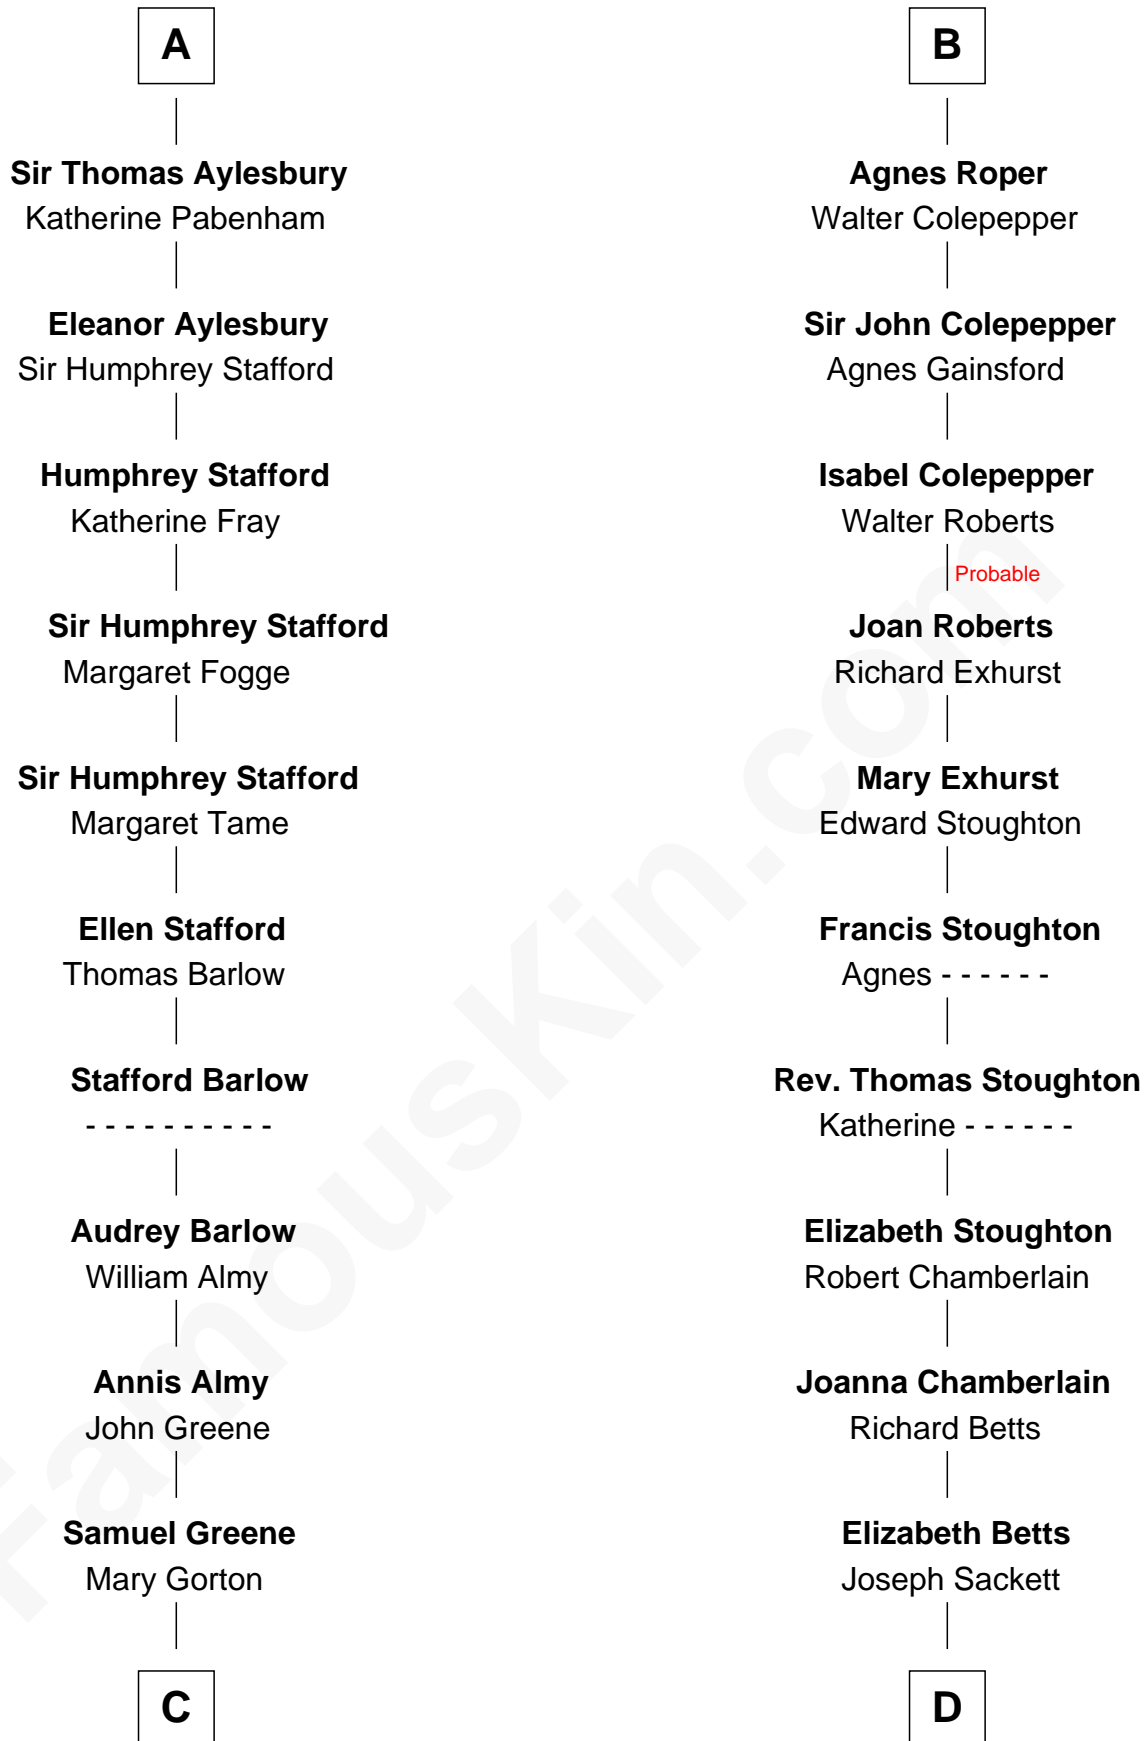 A
Sir Thomas Aylesbury
Katherine Pabenham
Eleanor Aylesbury
Sir Humphrey Stafford
Humphrey Stafford
Katherine Fray
Sir Humphrey Stafford
Margaret Fogge
Sir Humphrey Stafford
Margaret Tame
Ellen Stafford
Thomas Barlow
Stafford Barlow
- - - - - - - - - -
Audrey Barlow
William Almy
Annis Almy
John Greene
Samuel Greene
Mary Gorton
C
B
Agnes Roper
Walter Colepepper
Sir John Colepepper
Agnes Gainsford
Isabel Colepepper
Walter Roberts
Probable
Joan Roberts
Richard Exhurst
Mary Exhurst
Edward Stoughton
Francis Stoughton
Agnes - - - - - -
Rev. Thomas Stoughton
Katherine - - - - - -
Elizabeth Stoughton
Robert Chamberlain
Joanna Chamberlain
Richard Betts
Elizabeth Betts
Joseph Sackett
D
FamousKin.com